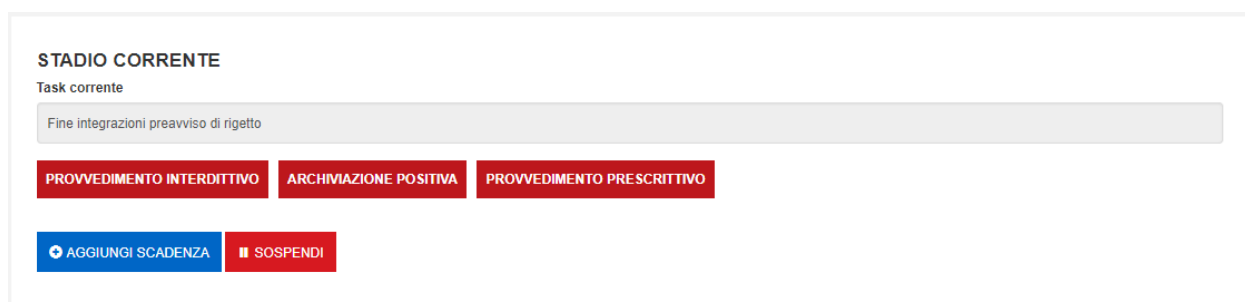 STADIO CORRENTE
Task corrente
Fine integrazioni preavviso di rigetto
PROVVEDIMENTO INTERDITTIVO ARCHIVIAZIONE POSITIVA PROVVEDIMENTO PRESCRITTIVO
AGGIUNGI SCADENZA SOSPENDI